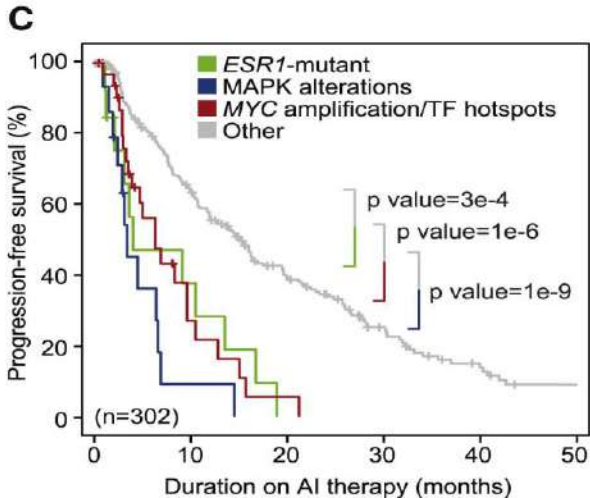 C
ESR1-mutant
MAPK alterations
MYC amplification/TF hotspots
Other
Progression-free survival (%)
100
80
60
40
20
0
p value=3e-4
p value=1e-6
p value=1e-9
(n=302)
0 10 20 30 40 50
Duration on AI therapy (months)